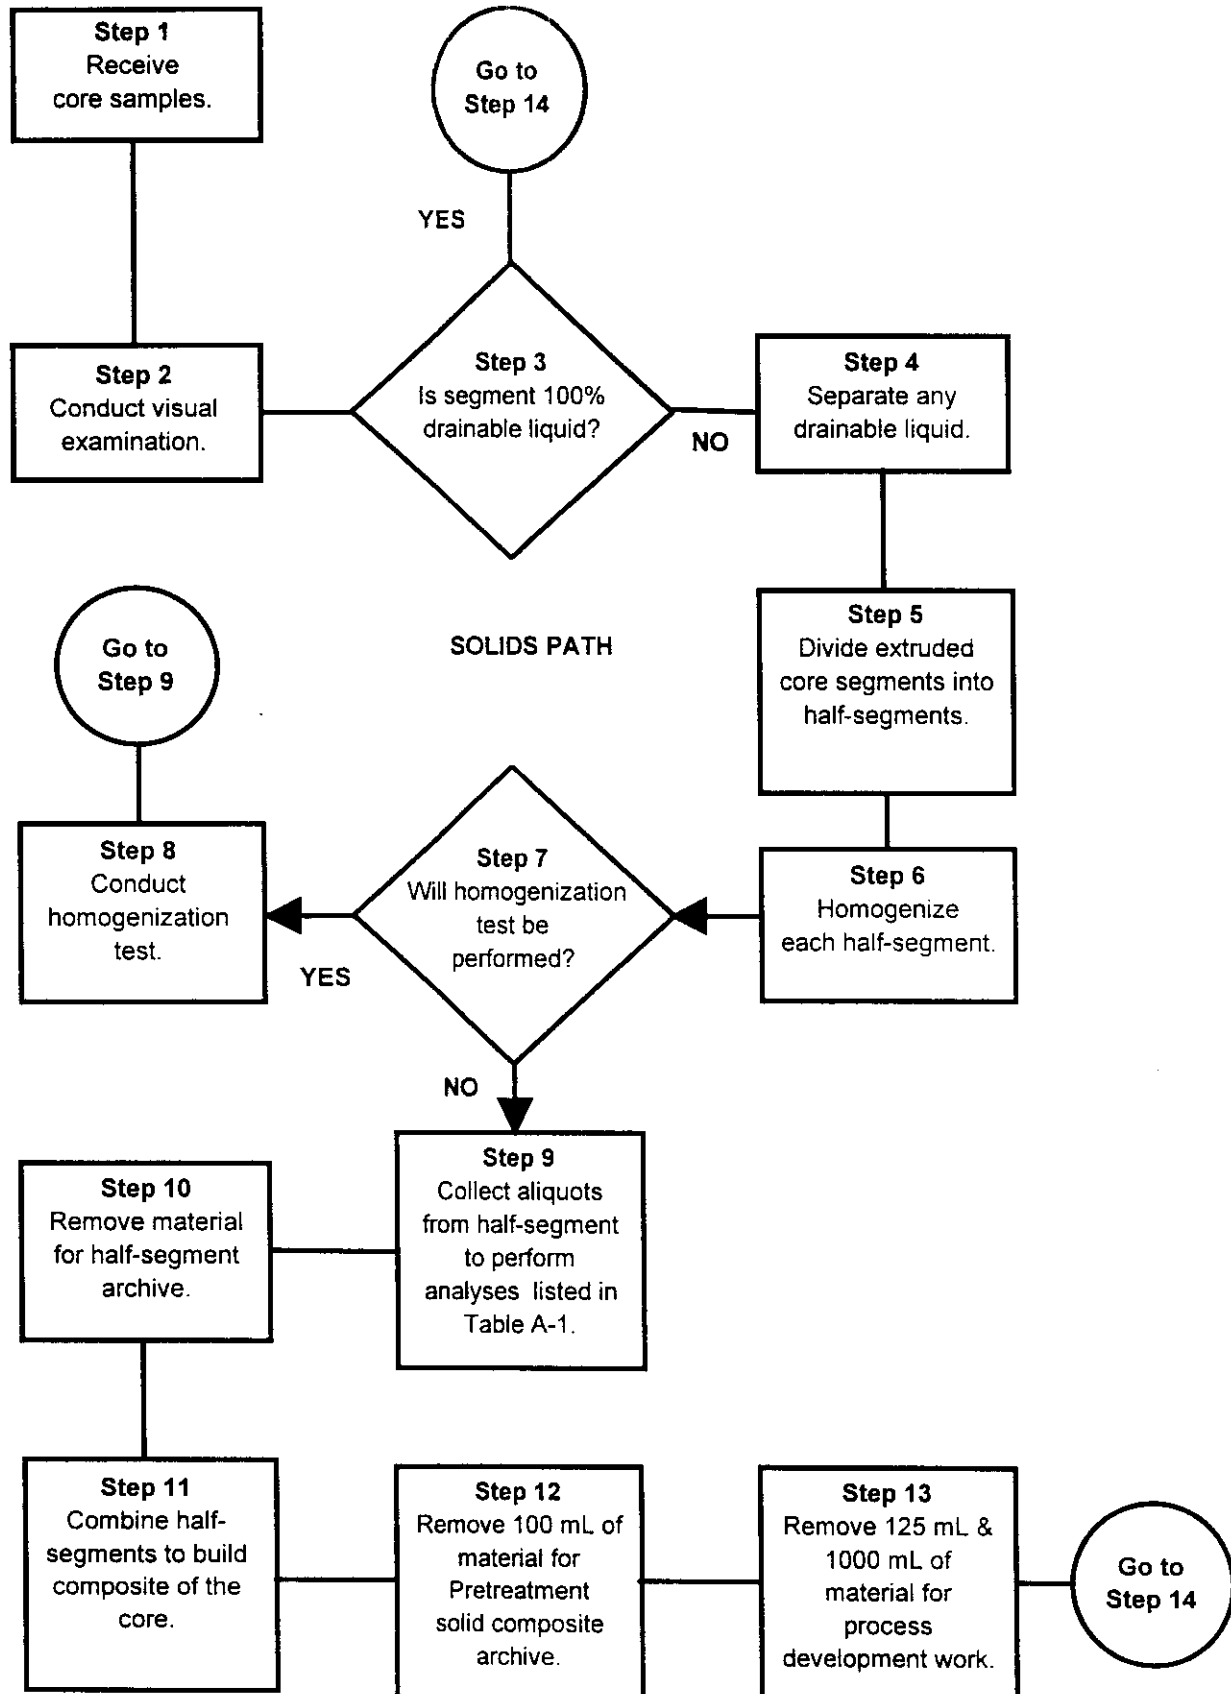 Step 1
Receive
core samples.
Go to
Step 14
YES
Step 2
Conduct visual
examination.
Step 3
Is segment 100%
drainable liquid?
NO
Step 4
Separate any
drainable liquid.
Step 5
Divide extruded
core segments into
half-segments.
SOLIDS PATH
Go to
Step 9
Step 6
Homogenize
each half-segment.
Step 7
Will homogenization
test be
performed?
YES
Step 8
Conduct
homogenization
test.
NO
Step 9
Collect aliquots
from half-segment
to perform
analyses listed in
Table A-1.
Step 10
Remove material
for half-segment
archive.
Step 11
Combine half-
segments to build
composite of the
core.
Step 12
Remove 100 mL of
material for
Pretreatment
solid composite
archive.
Step 13
Remove 125 mL &
1000 mL of
material for
process
development work.
Go to
Step 14